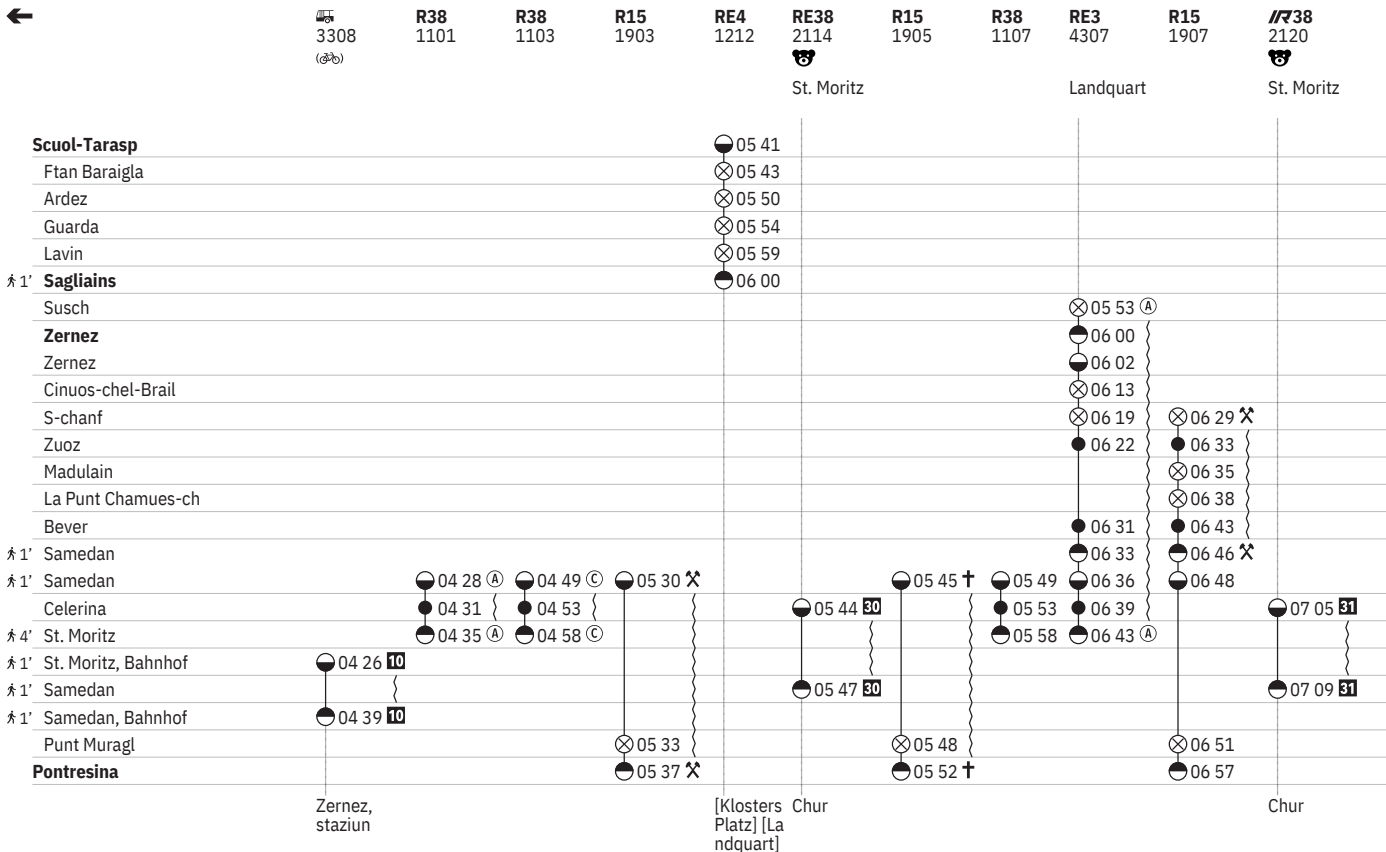 R38 R38 R15 RE4 RE38 R15 R38 RE3 R15 IR38
3308 1101 1103 1903 1212 2114 1905 1107 4307 1907 2120
St. Moritz Landquart St. Moritz
Scuol-Tarasp 05 41
Ftan Baraigla 05 43
Ardez 05 50
Guarda 05 54
Lavin 05 59
1’ Sagliains 06 00
Susch 05 53 A
Zernez 06 00
Zernez 06 02
Cinuos-chel-Brail 06 13
S-chanf 06 19 06 29
Zuoz 06 22 06 33
Madulain 06 35
La Punt Chamues-ch 06 38
Bever 06 31 06 43
1’ Samedan 06 33 06 46
1’ Samedan 04 28 A 04 49 C 05 30 05 45 05 49 06 36 06 48
Celerina 04 31 04 53 05 44 30 05 53 06 39 07 05 31
4’ St. Moritz 04 35 A 04 58 C 05 58 06 43 A
1’ St. Moritz, Bahnhof 04 26 10
1’ Samedan 05 47 30 07 09 31
1’ Samedan, Bahnhof 04 39 10
Punt Muragl 05 33 05 48 06 51
Pontresina 05 37 05 52 06 57
Zernez, [Klosters Chur Chur
staziun Platz] [La
ndquart]